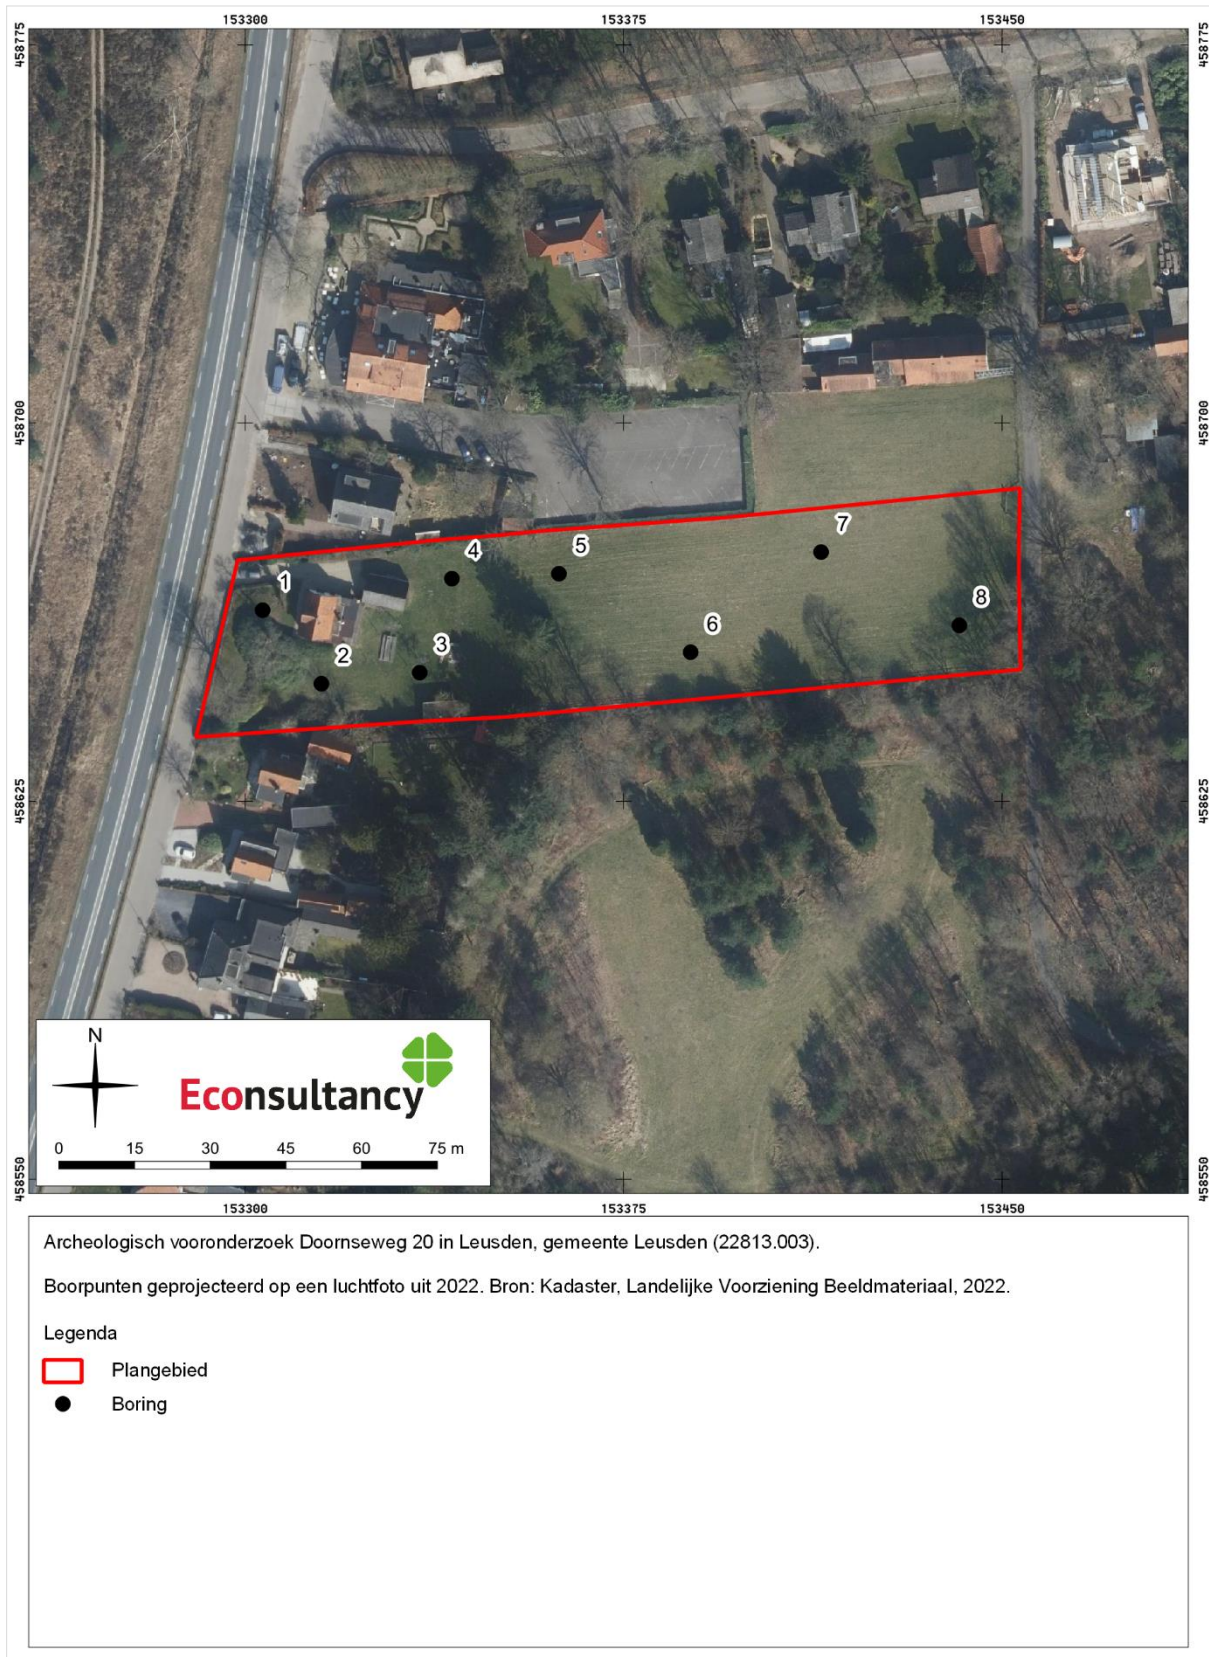 153300 153375 153450
458775 458775
458700 458700
7
5
4
1
8
6
3
2
458625 458625
N
Econsultancy
0 15 30 45 60 75 m
458550 458550
153300 153375 153450
Archeologisch vooronderzoek Doornseweg 20 in Leusden, gemeente Leusden (22813.003).
Boorpunten geprojecteerd op een luchtfoto uit 2022. Bron: Kadaster, Landelijke Voorziening Beeldmateriaal, 2022.
Legenda
Plangebied
Boring